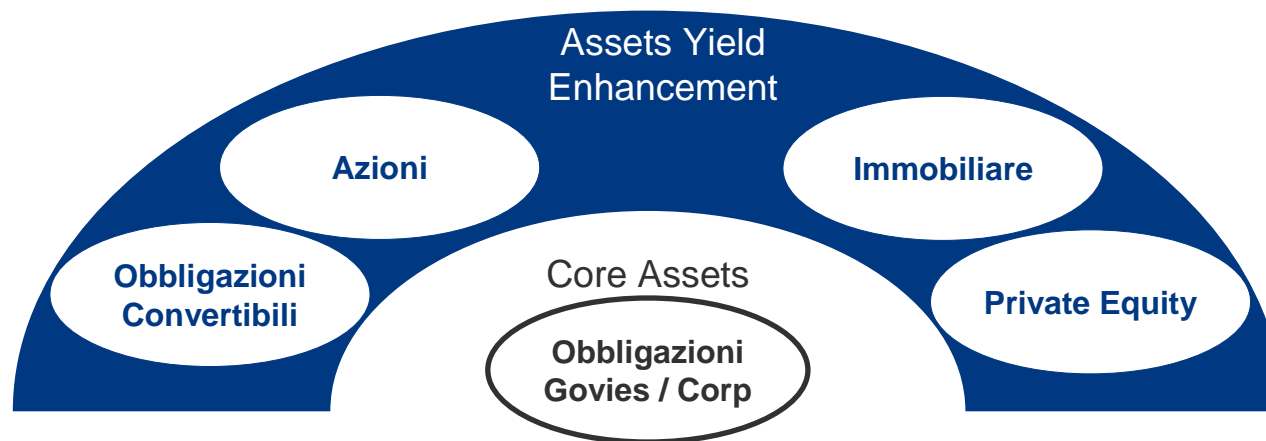 Assets Yield
Enhancement
Azioni
Immobiliare
Obbligazioni
Convertibili
Core Assets
Private Equity
Obbligazioni
Govies / Corp